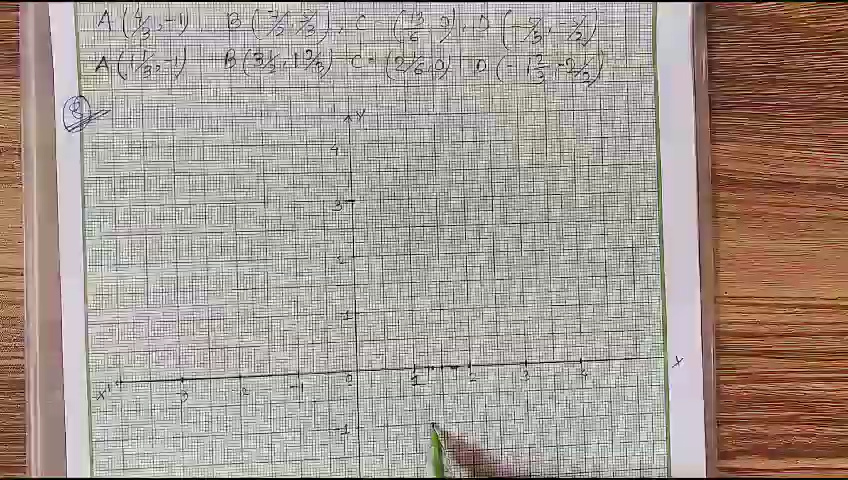 A (4/3, -1) B (7/2, 5/3), C = (13/6, 0), D (-5/3, -5/2)
A (1 1/3, -1) B (3 1/2, 1 2/3) C = (2 1/6, 0) D (-1 2/3, -2 1/2)
8
Y
4
3
2
1
X' -3 -2 -1 0 1 2 3 4 X
-1